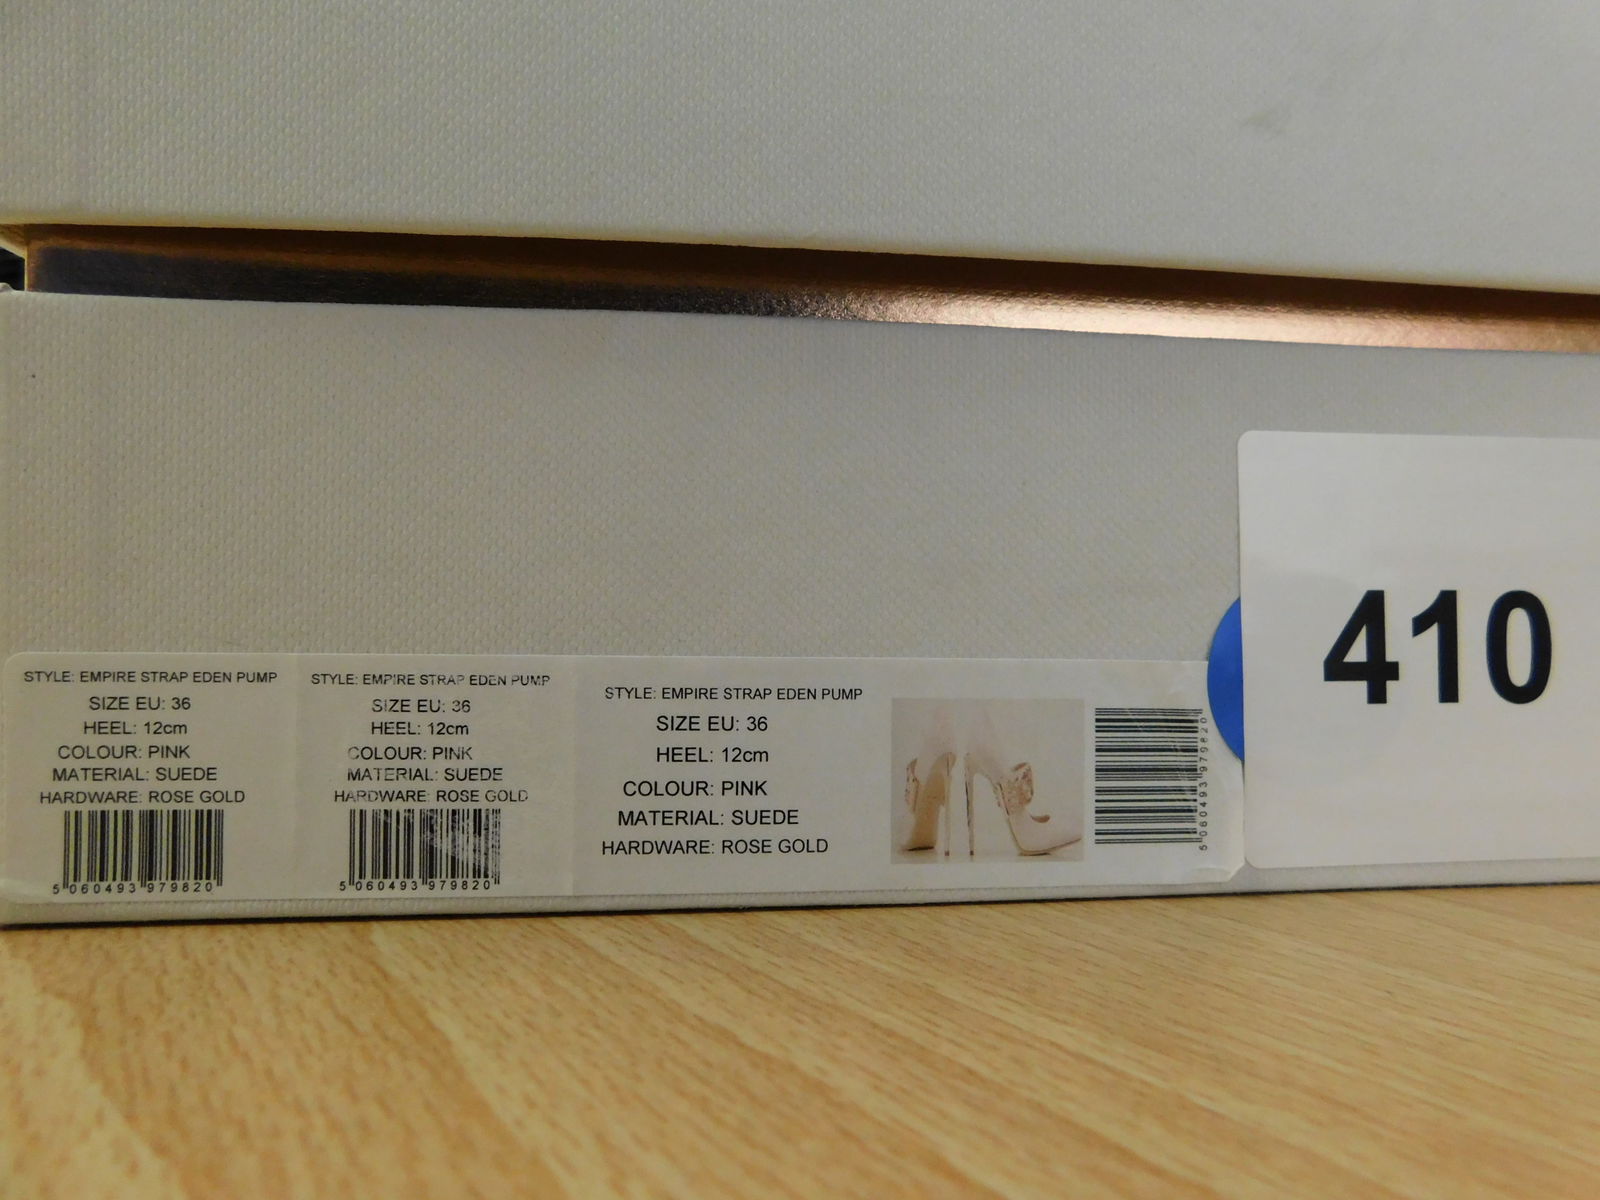 STYLE: EMPIRE STRAP EDEN PUMP
SIZE EU: 36
HEEL: 12cm
COLOUR: PINK
MATERIAL: SUEDE
HARDWARE: ROSE GOLD
5 060493 979820
STYLE: EMPIRE STRAP EDEN PUMP
SIZE EU: 36
HEEL: 12cm
COLOUR: PINK
MATERIAL: SUEDE
HARDWARE: ROSE GOLD
5 060493 979820
STYLE: EMPIRE STRAP EDEN PUMP
SIZE EU: 36
HEEL: 12cm
COLOUR: PINK
MATERIAL: SUEDE
HARDWARE: ROSE GOLD
5 060493 979820
410